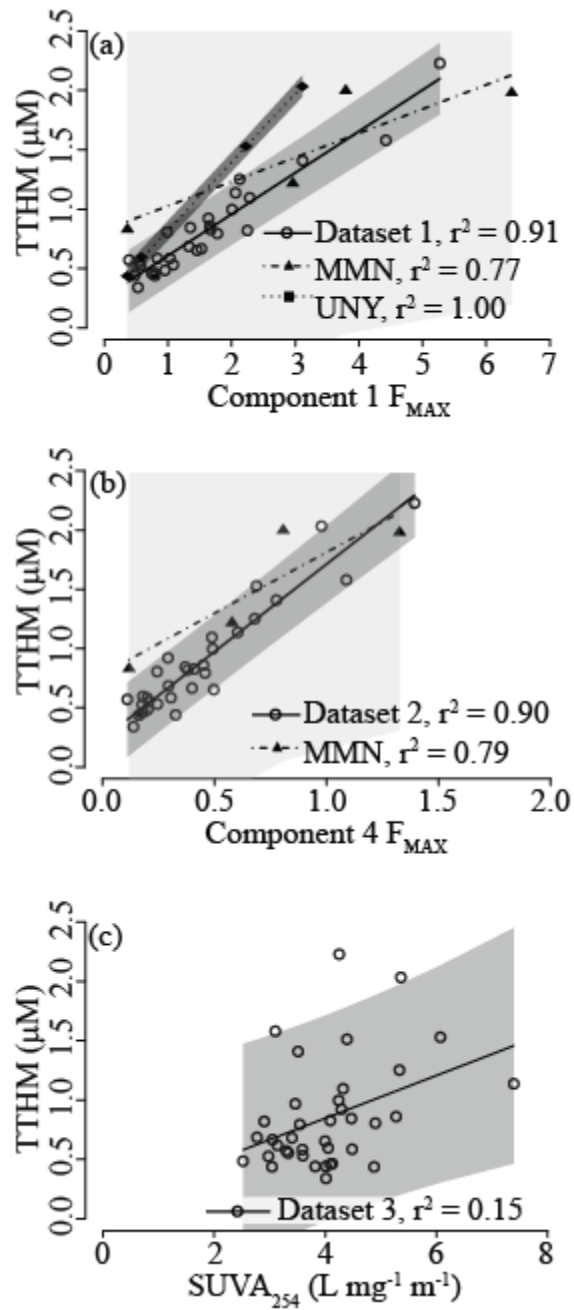 (a)
TTHM (μM)
2.5
2.0
1.5
1.0
0.5
0.0
Dataset 1, r² = 0.91
MMN, r² = 0.77
UNY, r² = 1.00
0 1 2 3 4 5 6 7
Component 1 F_MAX
(b)
TTHM (μM)
2.5
2.0
1.5
1.0
0.5
0.0
Dataset 2, r² = 0.90
MMN, r² = 0.79
0.0 0.5 1.0 1.5 2.0
Component 4 F_MAX
(c)
TTHM (μM)
2.5
2.0
1.5
1.0
0.5
0.0
Dataset 3, r² = 0.15
0 2 4 6 8
SUVA₂₅₄ (L mg⁻¹ m⁻¹)